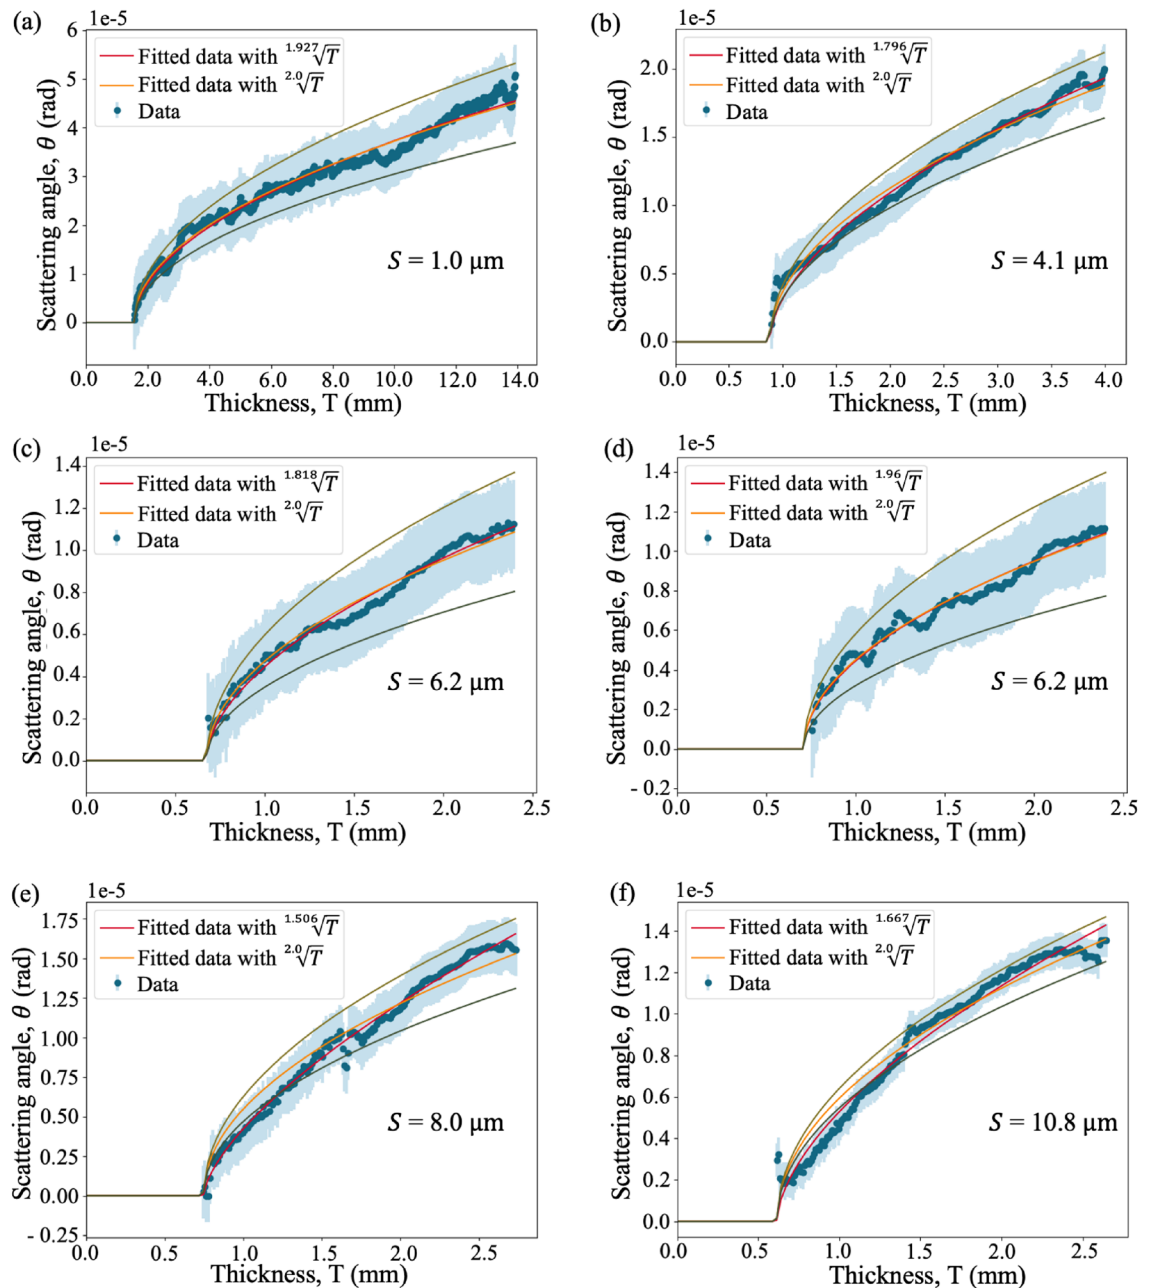 (a)
1e-5
Fitted data with ¹·⁹²⁷√T
Fitted data with ²·⁰√T
Data
Scattering angle, θ (rad)
6
5
4
3
2
1
0
S = 1.0 μm
0.0 2.0 4.0 6.0 8.0 10.0 12.0 14.0
Thickness, T (mm)
(b)
1e-5
Fitted data with ¹·⁷⁹⁶√T
Fitted data with ²·⁰√T
Data
Scattering angle, θ (rad)
2.0
1.5
1.0
0.5
0.0
S = 4.1 μm
0.0 0.5 1.0 1.5 2.0 2.5 3.0 3.5 4.0
Thickness, T (mm)
(c)
1e-5
Fitted data with ¹·⁸¹⁸√T
Fitted data with ²·⁰√T
Data
Scattering angle, θ (rad)
1.4
1.2
1.0
0.8
0.6
0.4
0.2
0.0
S = 6.2 μm
0.0 0.5 1.0 1.5 2.0 2.5
Thickness, T (mm)
(d)
1e-5
Fitted data with ¹·⁹⁶√T
Fitted data with ²·⁰√T
Data
Scattering angle, θ (rad)
1.4
1.2
1.0
0.8
0.6
0.4
0.2
0.0
- 0.2
S = 6.2 μm
0.0 0.5 1.0 1.5 2.0 2.5
Thickness, T (mm)
(e)
1e-5
Fitted data with ¹·⁵⁰⁶√T
Fitted data with ²·⁰√T
Data
Scattering angle, θ (rad)
1.75
1.50
1.25
1.00
0.75
0.50
0.25
0.00
- 0.25
S = 8.0 μm
0.0 0.5 1.0 1.5 2.0 2.5
Thickness, T (mm)
(f)
1e-5
Fitted data with ¹·⁶⁶⁷√T
Fitted data with ²·⁰√T
Data
Scattering angle, θ (rad)
1.4
1.2
1.0
0.8
0.6
0.4
0.2
0.0
S = 10.8 μm
0.0 0.5 1.0 1.5 2.0 2.5
Thickness, T (mm)